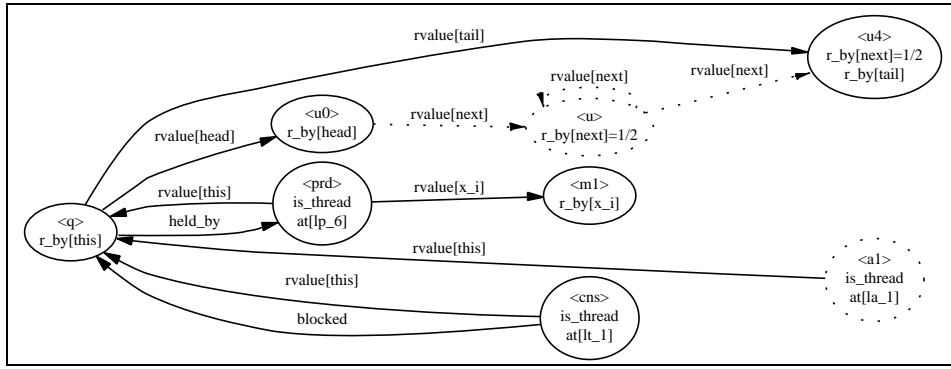 rvalue[tail]
<u4>
r_by[next]=1/2
r_by[tail]
rvalue[next]
rvalue[next]
<u0>
r_by[head]
rvalue[next]
<u>
r_by[next]=1/2
rvalue[head]
<prd>
is_thread
at[lp_6]
rvalue[this]
rvalue[x_i]
<m1>
r_by[x_i]
<q>
r_by[this]
held_by
rvalue[this]
<a1>
is_thread
at[la_1]
rvalue[this]
<cns>
is_thread
at[lt_1]
blocked